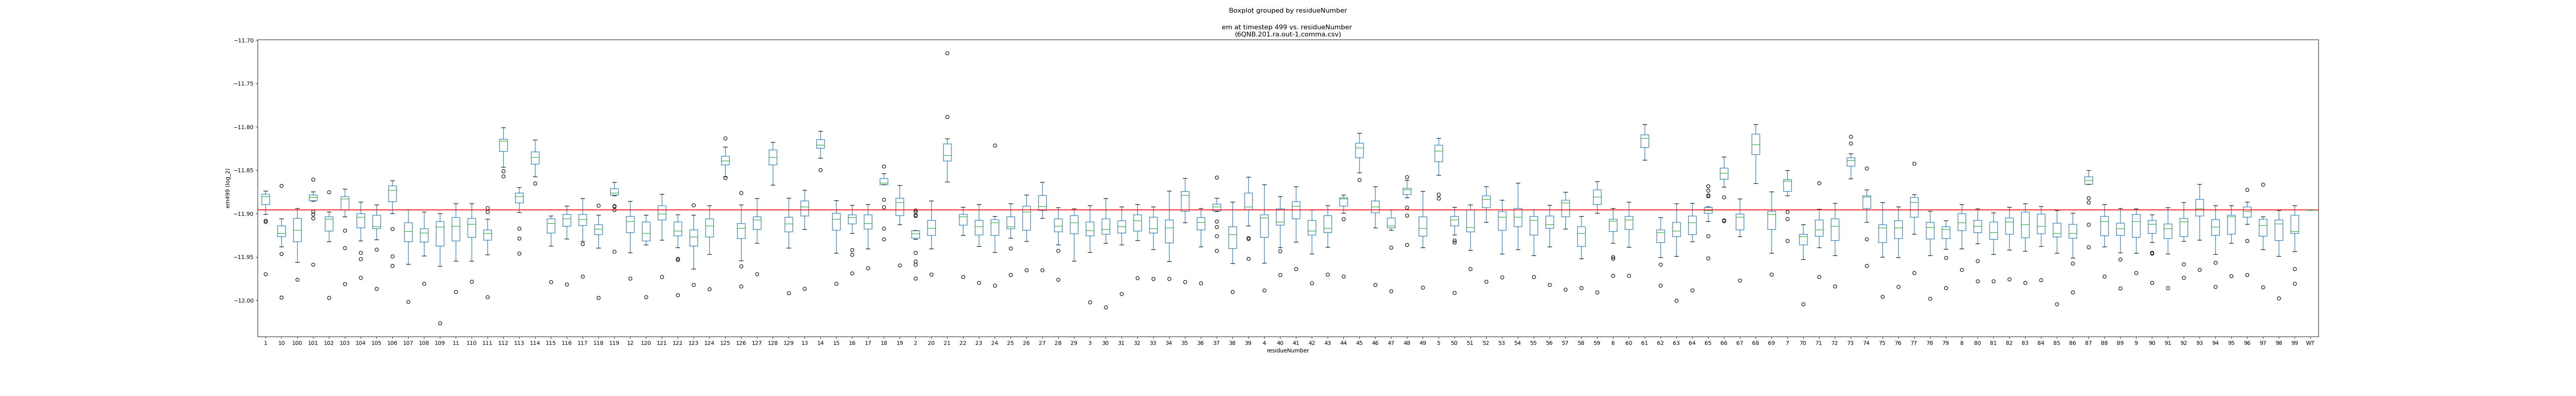 Boxplot grouped by residueNumber
em at timestep 499 vs. residueNumber
(6QNB.201.ra.out-1.comma.csv)
−11.70
−11.75
−11.80
−11.85
−11.90
−11.95
−12.00
em499 (log_2)
1 10 100 101 102 103 104 105 106 107 108 109 11 110 111 112 113 114 115 116 117 118 119 12 120 121 122 123 124 125 126 127 128 129 13 14 15 16 17 18 19 2 20 21 22 23 24 25 26 27 28 29 3 30 31 32 33 34 35 36 37 38 39 4 40 41 42 43 44 45 46 47 48 49 5 50 51 52 53 54 55 56 57 58 59 6 60 61 62 63 64 65 66 67 68 69 7 70 71 72 73 74 75 76 77 78 79 8 80 81 82 83 84 85 86 87 88 89 9 90 91 92 93 94 95 96 97 98 99 WT
residueNumber